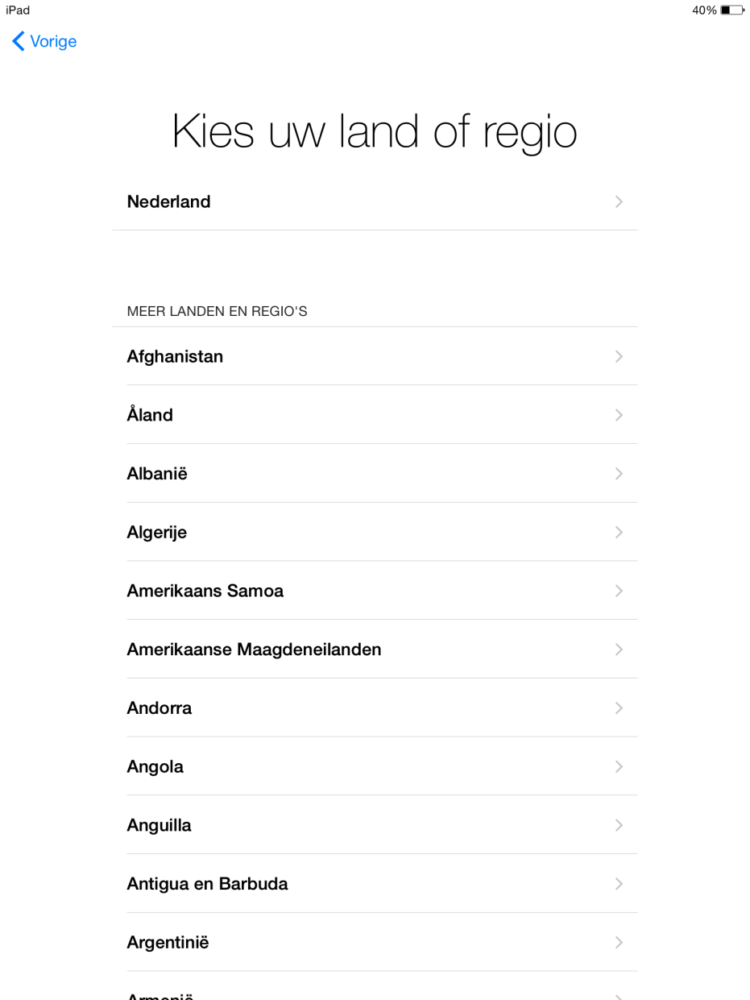 iPad
40%
Vorige
Kies uw land of regio
Nederland
MEER LANDEN EN REGIO'S
Afghanistan
Åland
Albanië
Algerije
Amerikaans Samoa
Amerikaanse Maagdeneilanden
Andorra
Angola
Anguilla
Antigua en Barbuda
Argentinië
Armenië